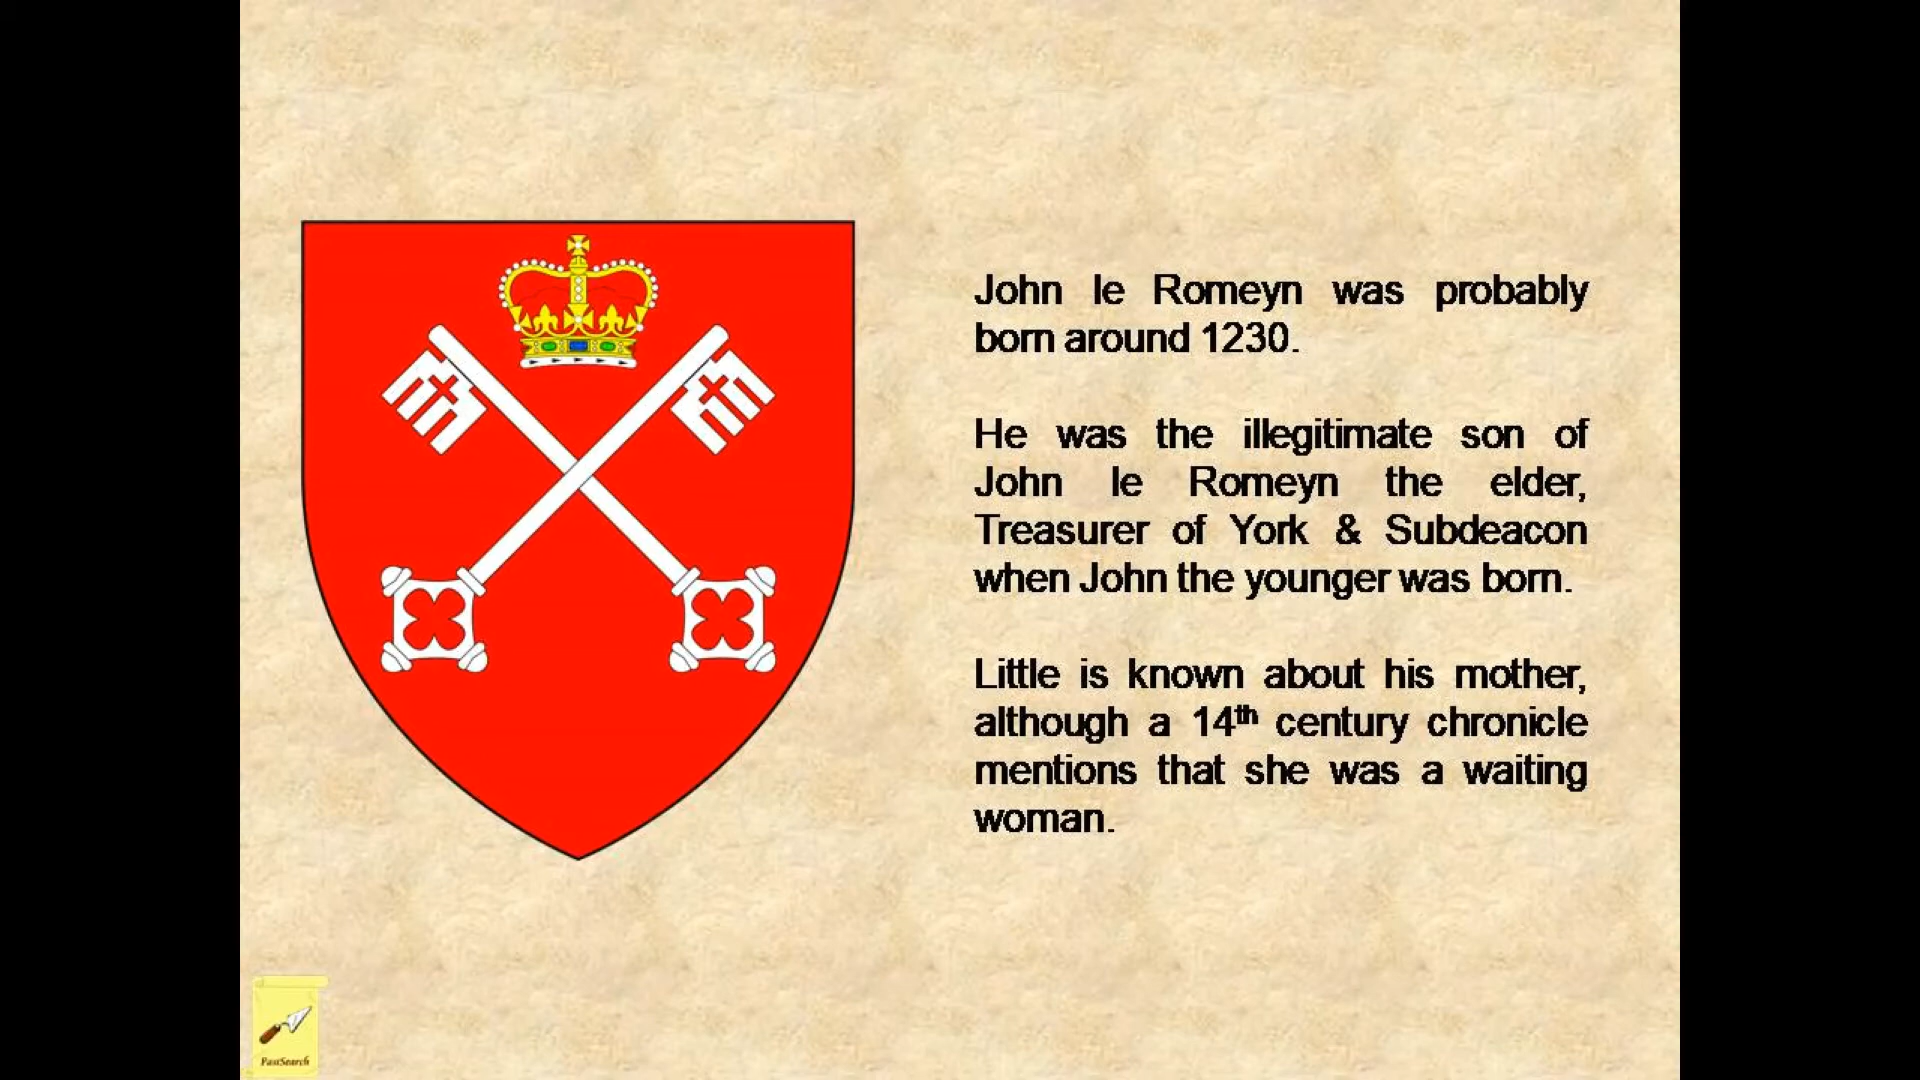 John le Romeyn was probably
born around 1230.
He was the illegitimate son of
John le Romeyn the elder,
Treasurer of York & Subdeacon
when John the younger was born.
Little is known about his mother,
although a 14th century chronicle
mentions that she was a waiting
woman.
PastSearch